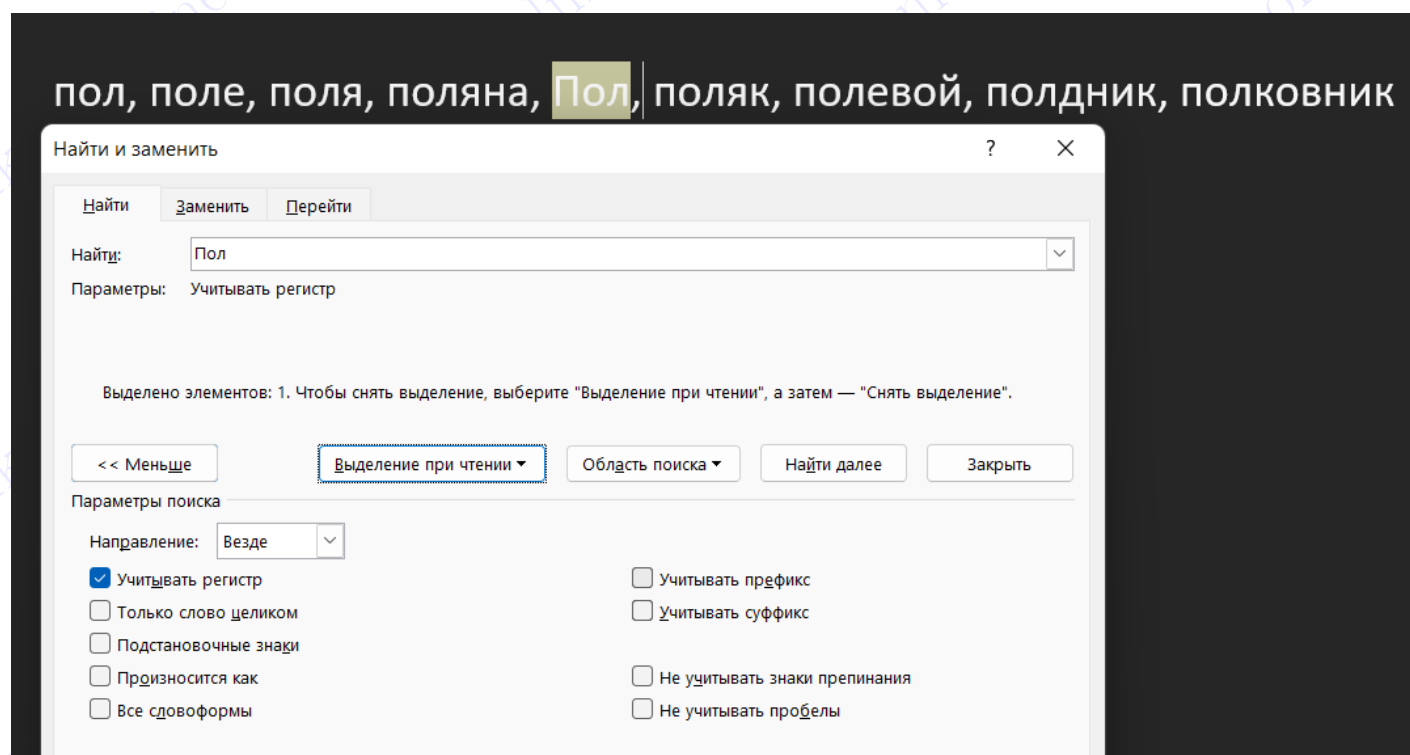 пол, поле, поля, поляна, Пол, поляк, полевой, полдник, полковник
Найти и заменить ?
Найти Заменить Перейти
Найти: Пол
Параметры: Учитывать регистр
Выделено элементов: 1. Чтобы снять выделение, выберите "Выделение при чтении", а затем — "Снять выделение".
<< Меньше Выделение при чтении Область поиска Найти далее Закрыть
Параметры поиска
Направление: Везде
Учитывать регистр Учитывать префикс
Только слово целиком Учитывать суффикс
Подстановочные знаки
Произносится как Не учитывать знаки препинания
Все словоформы Не учитывать пробелы